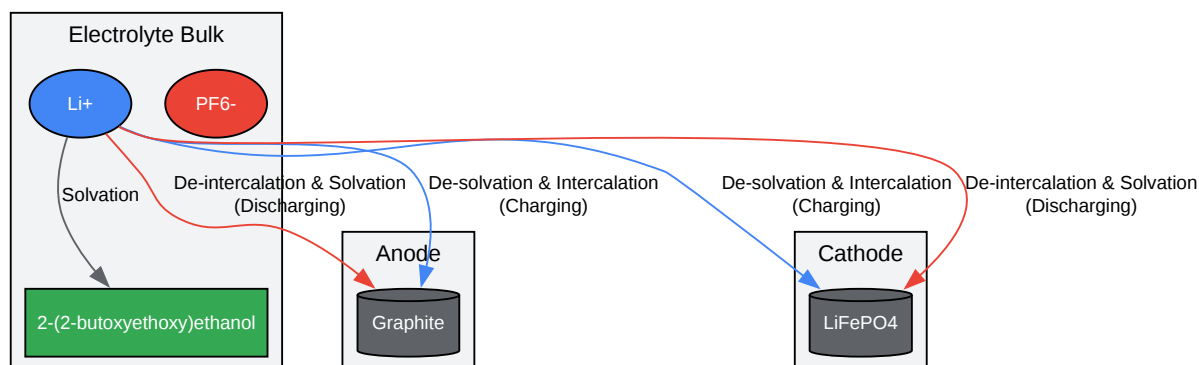 Electrolyte Bulk
Li+
PF6-
Solvation
De-intercalation & Solvation
(Discharging)
De-solvation & Intercalation
(Charging)
De-solvation & Intercalation
(Charging)
De-intercalation & Solvation
(Discharging)
Anode
Cathode
2-(2-butoxyethoxy)ethanol
Graphite
LiFePO4